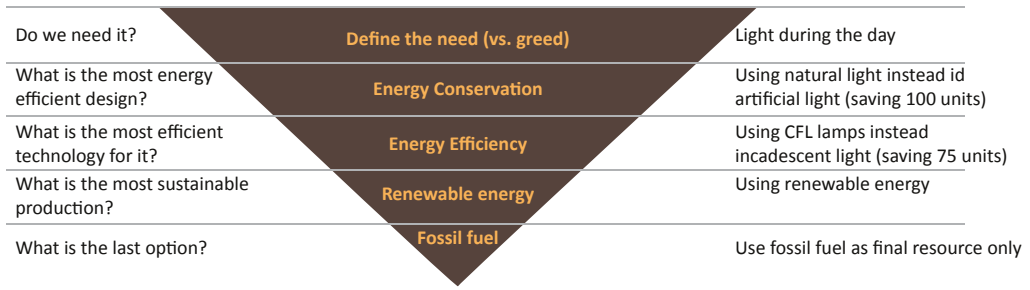 Do we need it?
Define the need (vs. greed)
Light during the day
What is the most energy
efficient design?
Energy Conservation
Using natural light instead id
artificial light (saving 100 units)
What is the most efficient
technology for it?
Energy Efficiency
Using CFL lamps instead
incadescent light (saving 75 units)
What is the most sustainable
production?
Renewable energy
Using renewable energy
What is the last option?
Fossil fuel
Use fossil fuel as final resource only